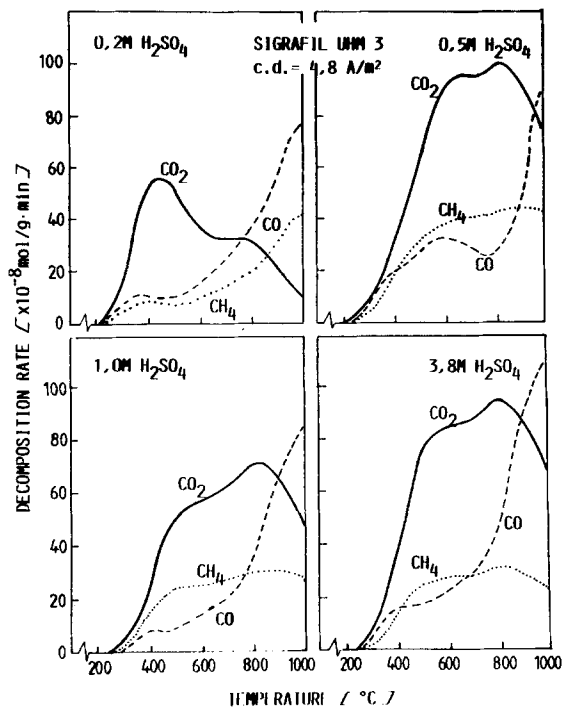 0,2M H2SO4
SIGRAFIL UHM 3
c.d.= 4,8 A/m²
0,5M H2SO4
100
80
60
40
20
0
CO2
CO
CH4
CO2
CH4
CO
DECOMPOSITION RATE [ x10⁻⁸ mol/g·min ]
1,0M H2SO4
3,8M H2SO4
100
80
60
40
20
0
CO2
CH4
CO
CO2
CO
CH4
200 400 600 800 1000
200 400 600 800 1000
TEMPERATURE [ °C ]